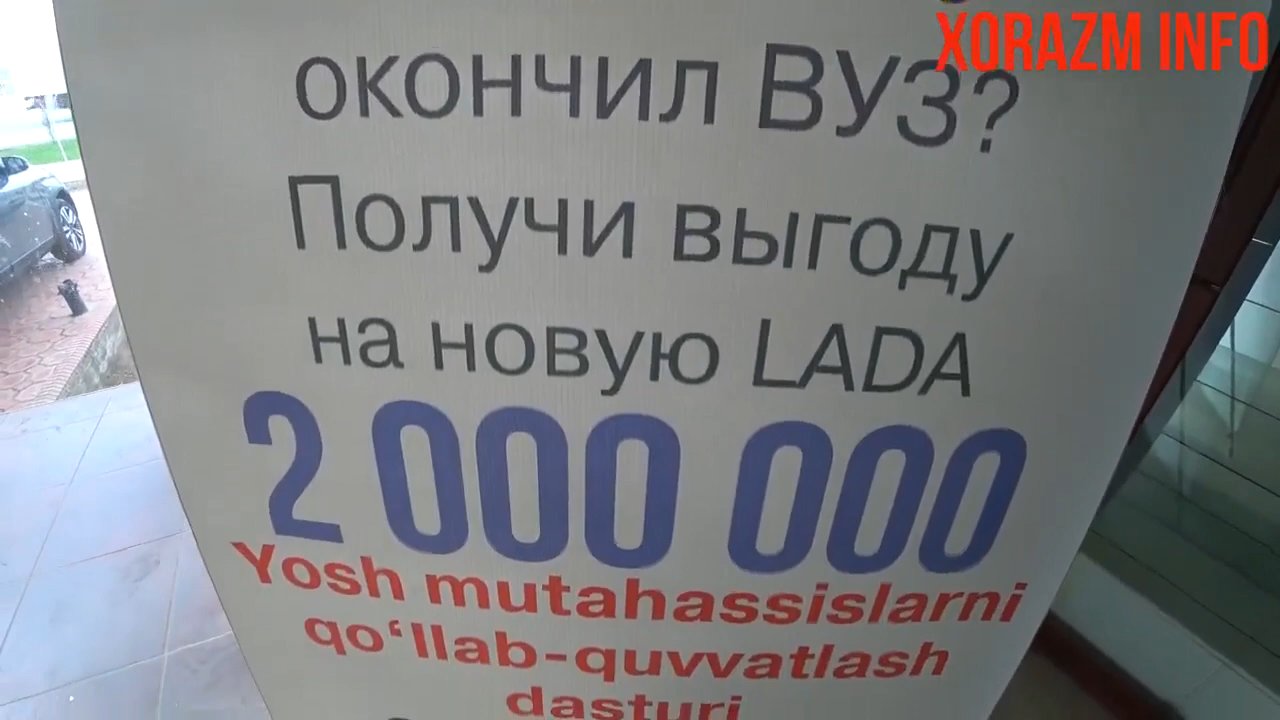 XORAZM INFO
окончил ВУЗ?
Получи выгоду
на новую LADA
2 000 000
Yosh mutahassislarni
qo‘llab-quvvatlash
dasturi